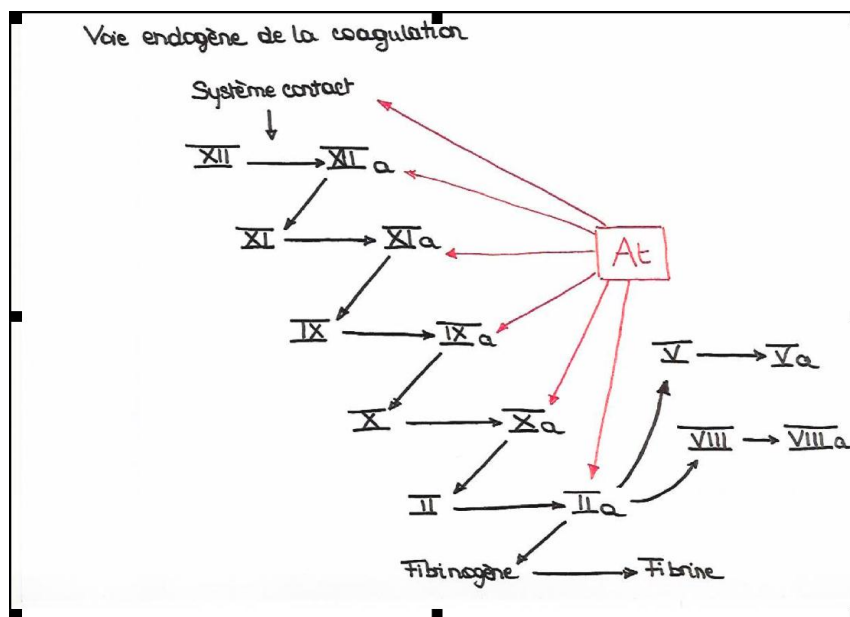 Voie endogène de la coagulation
Système contact
XII XIIa
XI XIa
At
IX IXa
V Va
X Xa
VIII VIIIa
II IIa
Fibinogène Fibrine